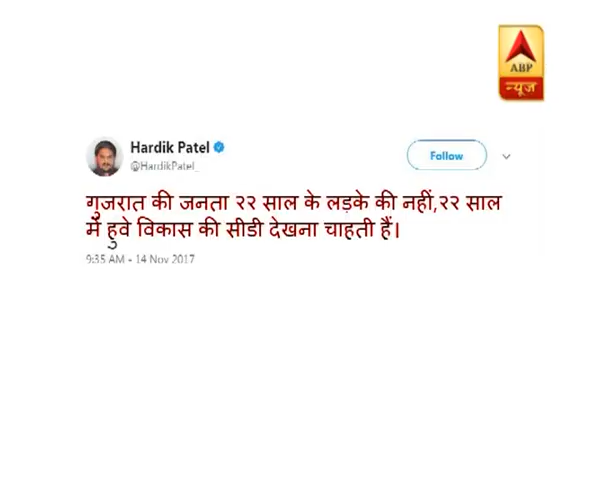 ABP
न्यूज़
Hardik Patel
@HardikPatel_
Follow
गुजरात की जनता २२ साल के लड़के की नहीं,२२ साल
में हुवे विकास की सीडी देखना चाहती हैं।
9:35 AM - 14 Nov 2017